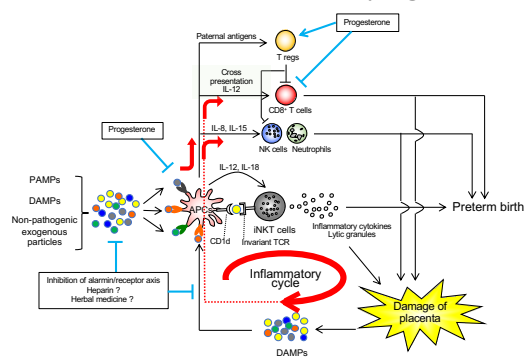 Progesterone
Paternal antigens
T regs
Cross
presentation
IL-12
CD8⁺ T cells
Progesterone
IL-8, IL-15
NK cells
Neutrophils
PAMPs
DAMPs
Non-pathogenic
exogenous
particles
IL-12, IL-18
APCs
iNKT cells
CD1d
Invariant TCR
Inflammatory cytokines
Lytic granules
Preterm birth
Inhibition of alarmin/receptor axis
Heparin ?
Herbal medicine ?
Inflammatory
cycle
Damage of
placenta
DAMPs